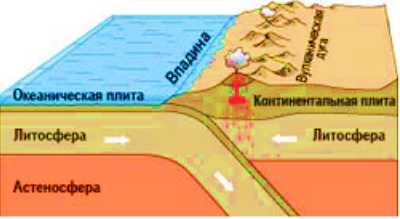 Впадина
Вулканическая
дуга
Океаническая плита
Континентальная плита
Литосфера
Литосфера
Астеносфера